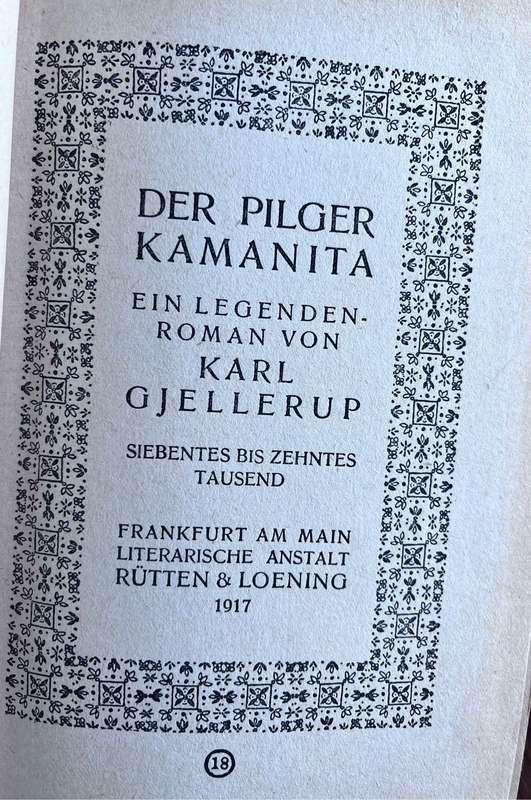 DER PILGER
KAMANITA
EIN LEGENDEN-
ROMAN VON
KARL
GJELLERUP
SIEBENTES BIS ZEHNTES
TAUSEND
FRANKFURT AM MAIN
LITERARISCHE ANSTALT
RÜTTEN & LOENING
1917
18